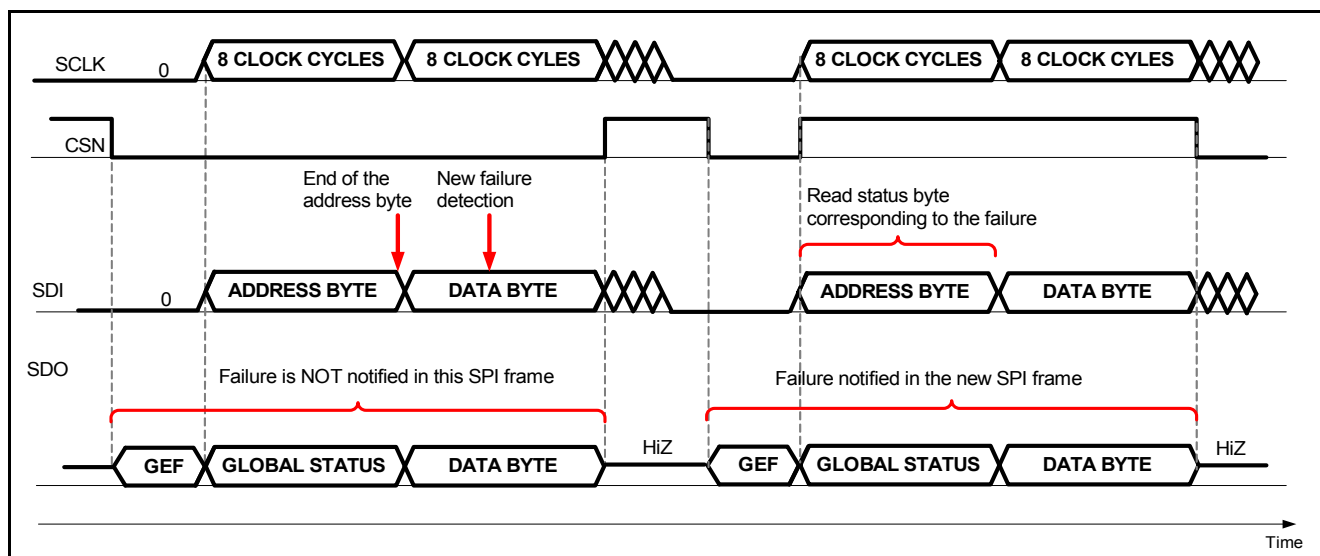 SCLK 0 8 CLOCK CYCLES 8 CLOCK CYLES 8 CLOCK CYLES 8 CLOCK CYLES
CSN
End of the
address byte
New failure
detection
Read status byte
corresponding to the failure
SDI 0 ADDRESS BYTE DATA BYTE ADDRESS BYTE DATA BYTE
SDO
Failure is NOT notified in this SPI frame
Failure notified in the new SPI frame
GEF GLOBAL STATUS DATA BYTE HiZ GEF GLOBAL STATUS DATA BYTE HiZ
Time